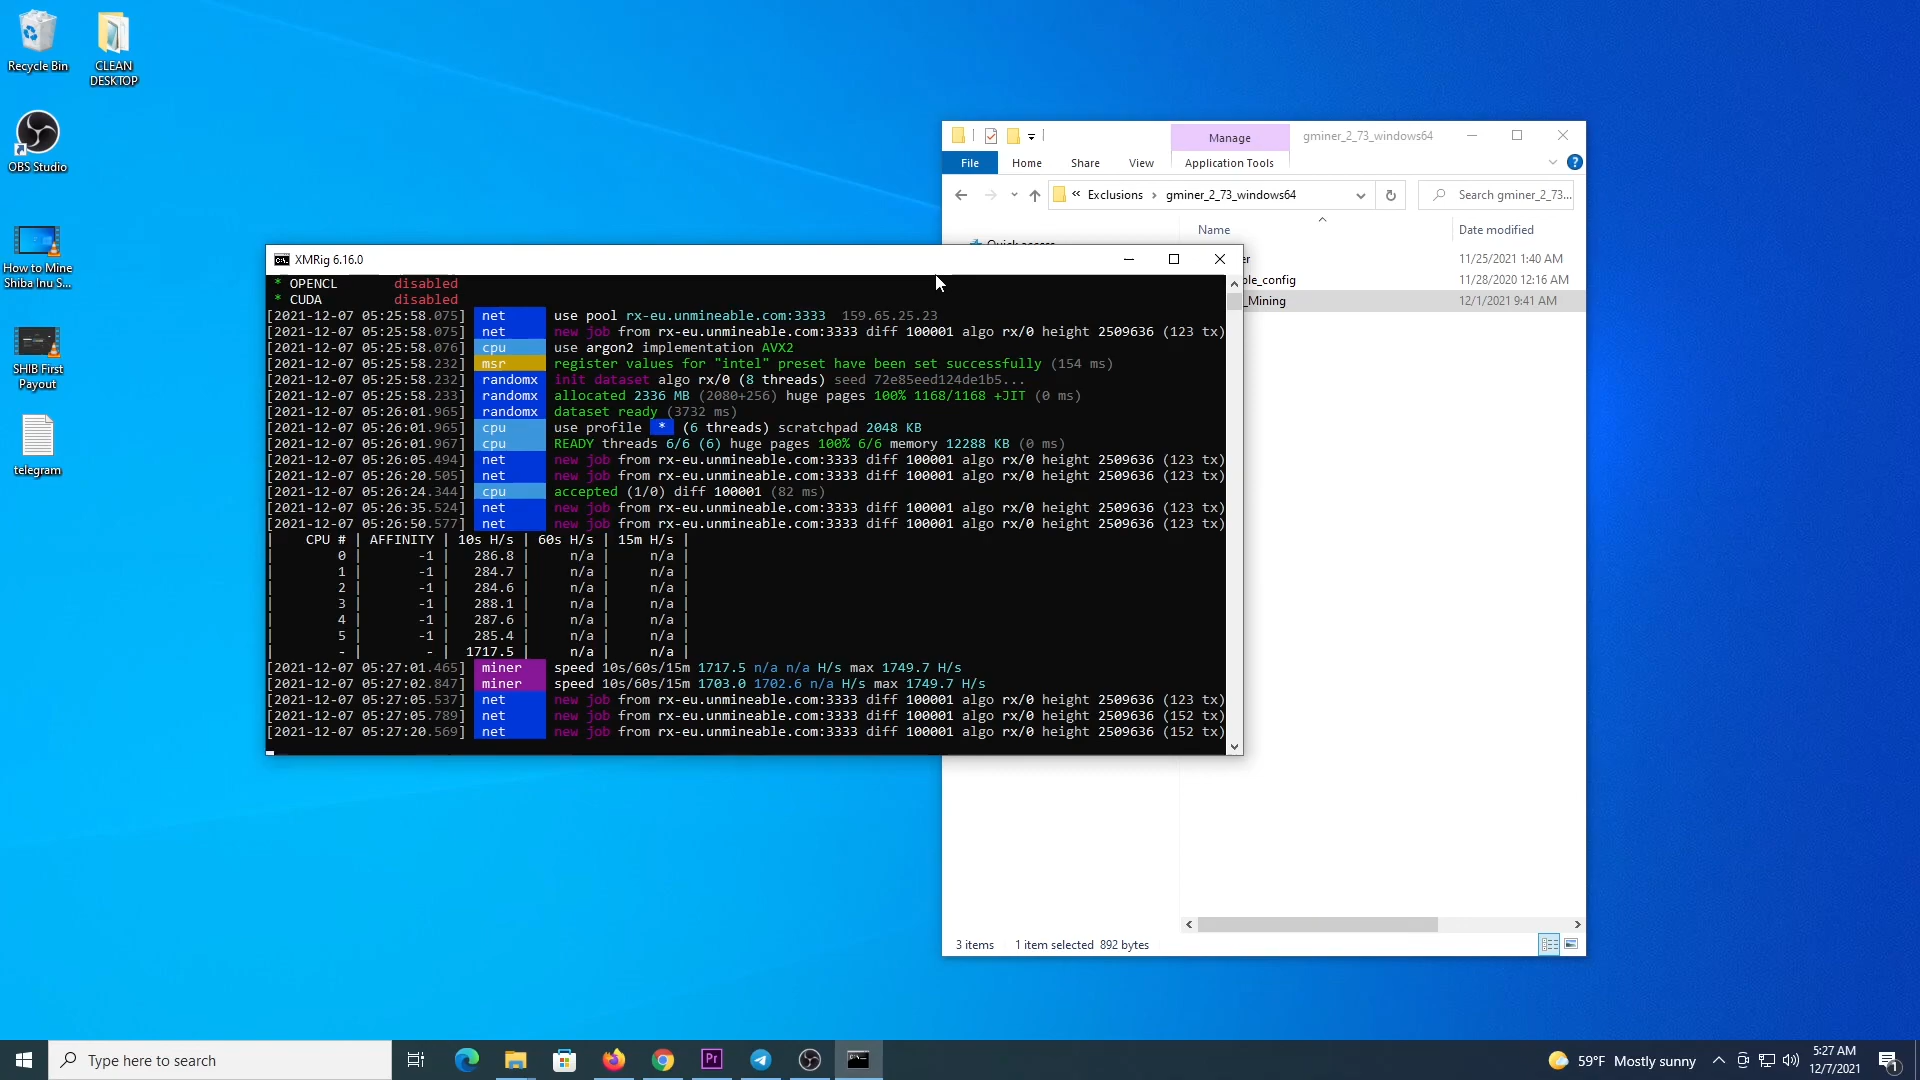 Recycle Bin
CLEAN
DESKTOP
OBS Studio
How to Mine
Shiba Inu S...
SHIB First
Payout
telegram
Manage
gminer_2_73_windows64
File
Home
Share
View
Application Tools
« Exclusions › gminer_2_73_windows64
Search gminer_2_73...
Name
Date modified
Quick access
er
11/25/2021 1:40 AM
ble_config
11/28/2020 12:16 AM
_Mining
12/1/2021 9:41 AM
3 items
1 item selected 892 bytes
XMRig 6.16.0
* OPENCL disabled
* CUDA disabled
[2021-12-07 05:25:58.075] net use pool rx-eu.unmineable.com:3333 159.65.25.23
[2021-12-07 05:25:58.075] net new job from rx-eu.unmineable.com:3333 diff 100001 algo rx/0 height 2509636 (123 tx)
[2021-12-07 05:25:58.076] cpu use argon2 implementation AVX2
[2021-12-07 05:25:58.232] msr register values for "intel" preset have been set successfully (154 ms)
[2021-12-07 05:25:58.232] randomx init dataset algo rx/0 (8 threads) seed 72e85eed124de1b5...
[2021-12-07 05:25:58.233] randomx allocated 2336 MB (2080+256) huge pages 100% 1168/1168 +JIT (0 ms)
[2021-12-07 05:26:01.965] randomx dataset ready (3732 ms)
[2021-12-07 05:26:01.965] cpu use profile * (6 threads) scratchpad 2048 KB
[2021-12-07 05:26:01.967] cpu READY threads 6/6 (6) huge pages 100% 6/6 memory 12288 KB (0 ms)
[2021-12-07 05:26:05.494] net new job from rx-eu.unmineable.com:3333 diff 100001 algo rx/0 height 2509636 (123 tx)
[2021-12-07 05:26:20.505] net new job from rx-eu.unmineable.com:3333 diff 100001 algo rx/0 height 2509636 (123 tx)
[2021-12-07 05:26:24.344] cpu accepted (1/0) diff 100001 (82 ms)
[2021-12-07 05:26:35.524] net new job from rx-eu.unmineable.com:3333 diff 100001 algo rx/0 height 2509636 (123 tx)
[2021-12-07 05:26:50.577] net new job from rx-eu.unmineable.com:3333 diff 100001 algo rx/0 height 2509636 (123 tx)
| CPU # | AFFINITY | 10s H/s | 60s H/s | 15m H/s |
| 0 | -1 | 286.8 | n/a | n/a |
| 1 | -1 | 284.7 | n/a | n/a |
| 2 | -1 | 284.6 | n/a | n/a |
| 3 | -1 | 288.1 | n/a | n/a |
| 4 | -1 | 287.6 | n/a | n/a |
| 5 | -1 | 285.4 | n/a | n/a |
| - | - | 1717.5 | n/a | n/a |
[2021-12-07 05:27:01.465] miner speed 10s/60s/15m 1717.5 n/a n/a H/s max 1749.7 H/s
[2021-12-07 05:27:02.847] miner speed 10s/60s/15m 1703.0 1702.6 n/a H/s max 1749.7 H/s
[2021-12-07 05:27:05.537] net new job from rx-eu.unmineable.com:3333 diff 100001 algo rx/0 height 2509636 (123 tx)
[2021-12-07 05:27:05.789] net new job from rx-eu.unmineable.com:3333 diff 100001 algo rx/0 height 2509636 (152 tx)
[2021-12-07 05:27:20.569] net new job from rx-eu.unmineable.com:3333 diff 100001 algo rx/0 height 2509636 (152 tx)
Type here to search
Pr
59°F Mostly sunny
5:27 AM
12/7/2021
1